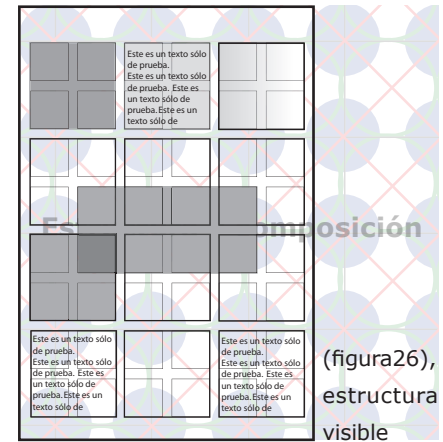 Este es un texto sólo
de prueba.
Este es un texto sólo
de prueba. Este es
un texto sólo de
prueba.Este es un
texto sólo de
omposición
Este es un texto sólo
de prueba.
Este es un texto sólo
de prueba. Este es
un texto sólo de
prueba.Este es un
texto sólo de
Este es un texto sólo
de prueba.
Este es un texto sólo
de prueba. Este es
un texto sólo de
prueba.Este es un
texto sólo de
(figura26),
estructura
visible